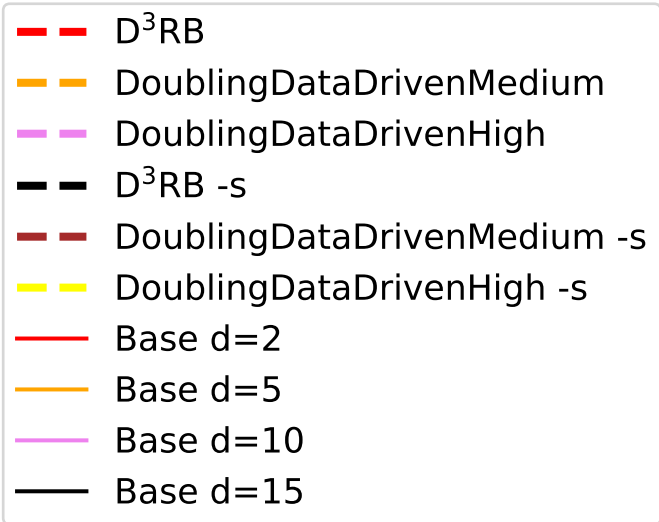 D³RB
DoublingDataDrivenMedium
DoublingDataDrivenHigh
D³RB -s
DoublingDataDrivenMedium -s
DoublingDataDrivenHigh -s
Base d=2
Base d=5
Base d=10
Base d=15